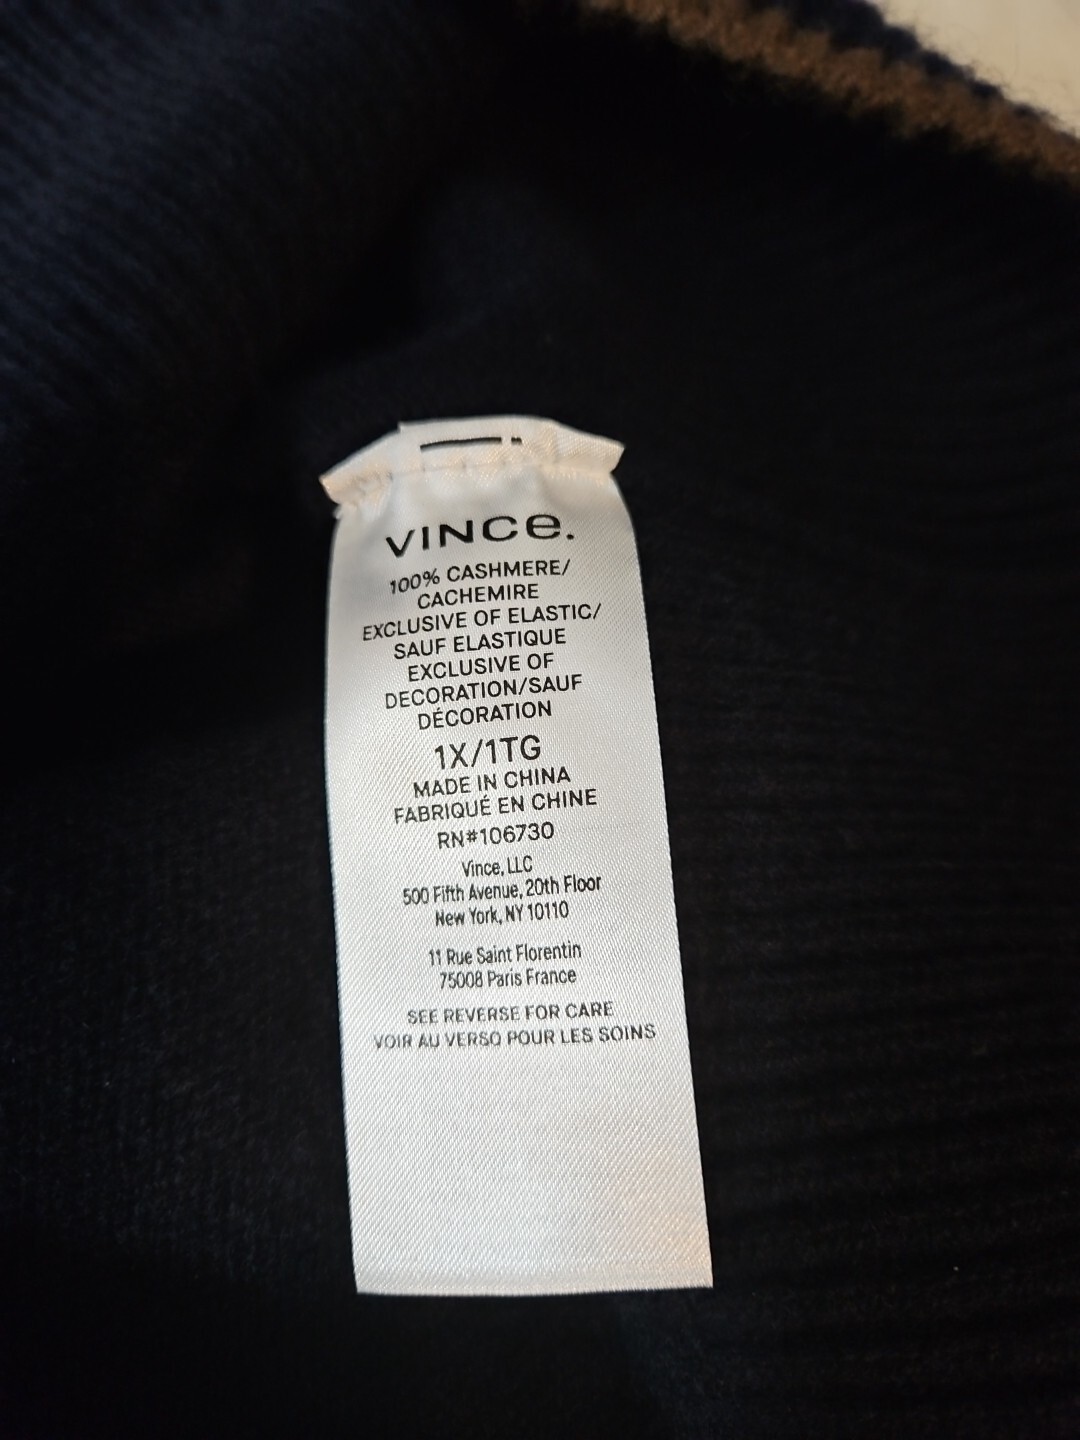 VINCe.
100% CASHMERE/
CACHEMIRE
EXCLUSIVE OF ELASTIC/
SAUF ELASTIQUE
EXCLUSIVE OF
DECORATION/SAUF
DÉCORATION
1X/1TG
MADE IN CHINA
FABRIQUÉ EN CHINE
RN#106730
Vince, LLC
500 Fifth Avenue, 20th Floor
New York, NY 10110
11 Rue Saint Florentin
75008 Paris France
SEE REVERSE FOR CARE
VOIR AU VERSO POUR LES SOINS